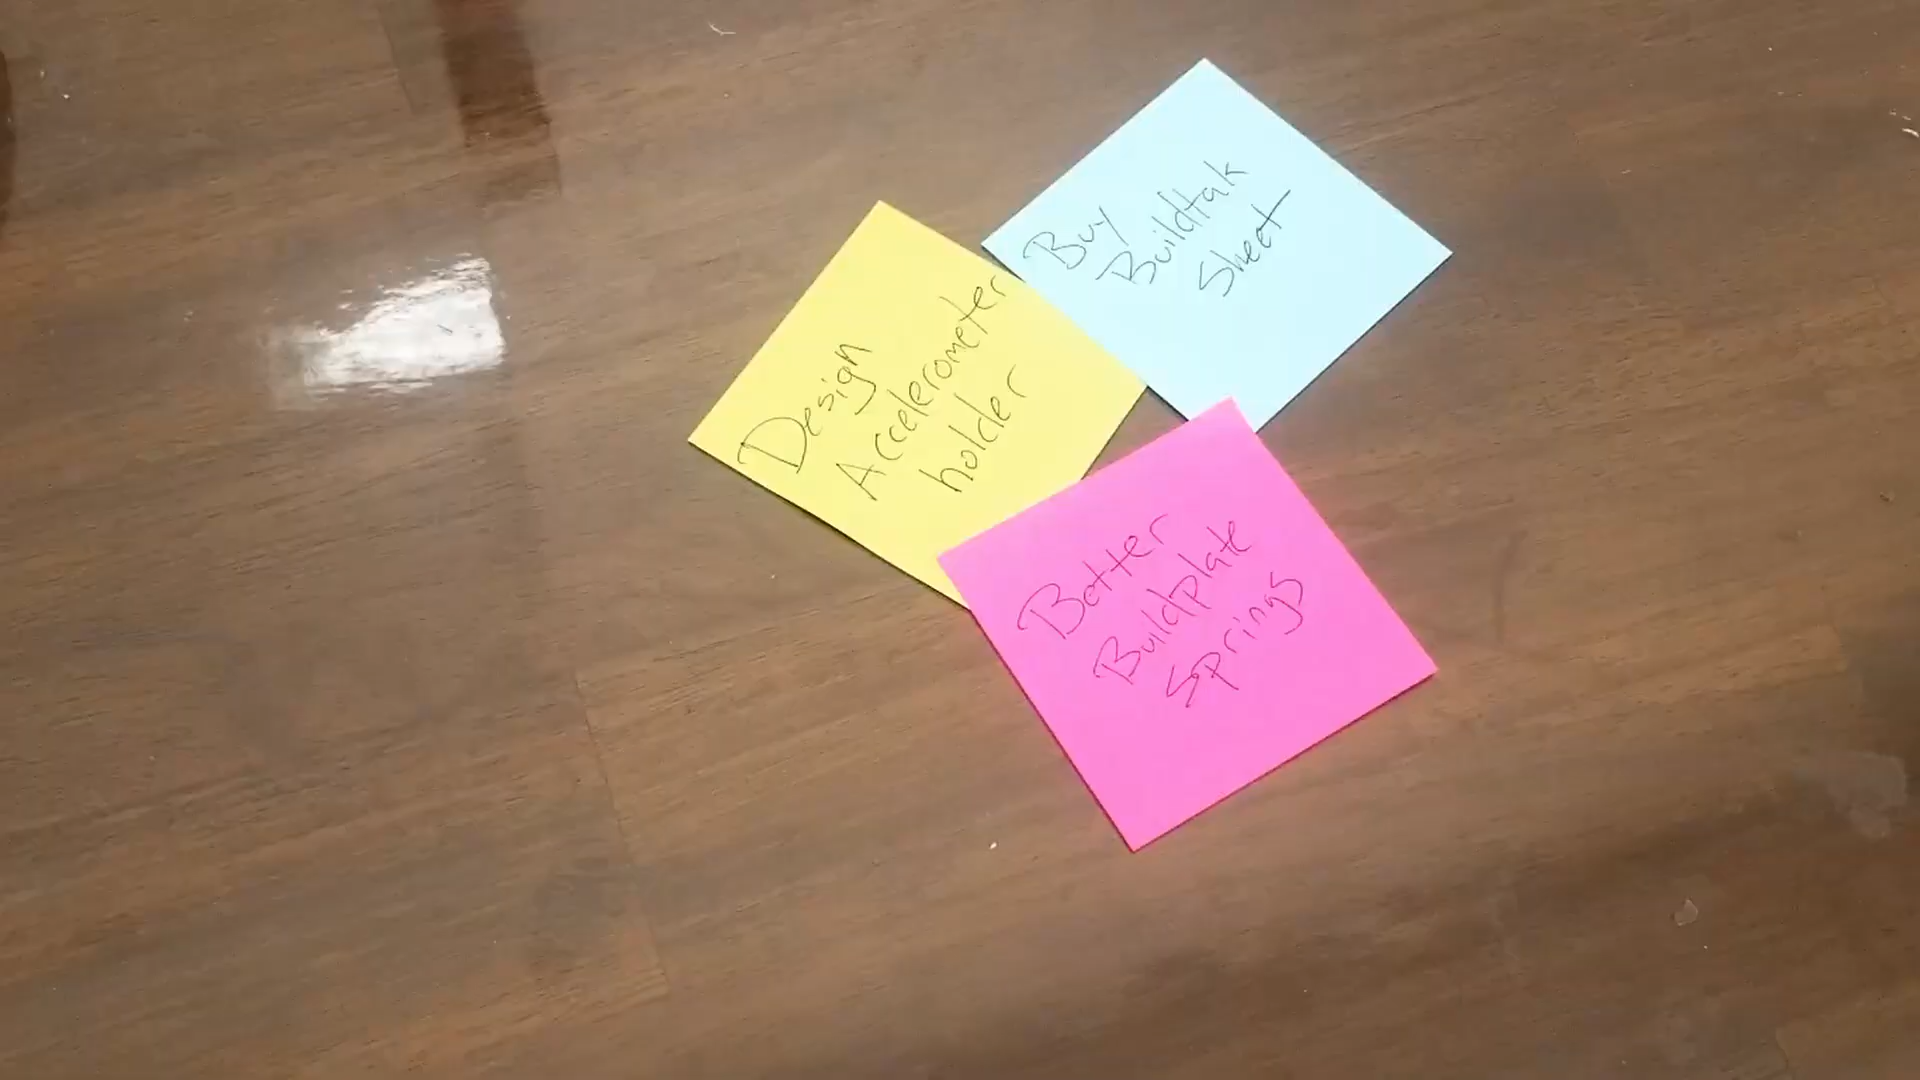 Buy
Buildtak
Sheet
Design
Accelerometer
holder
Better
Buildplate
Springs